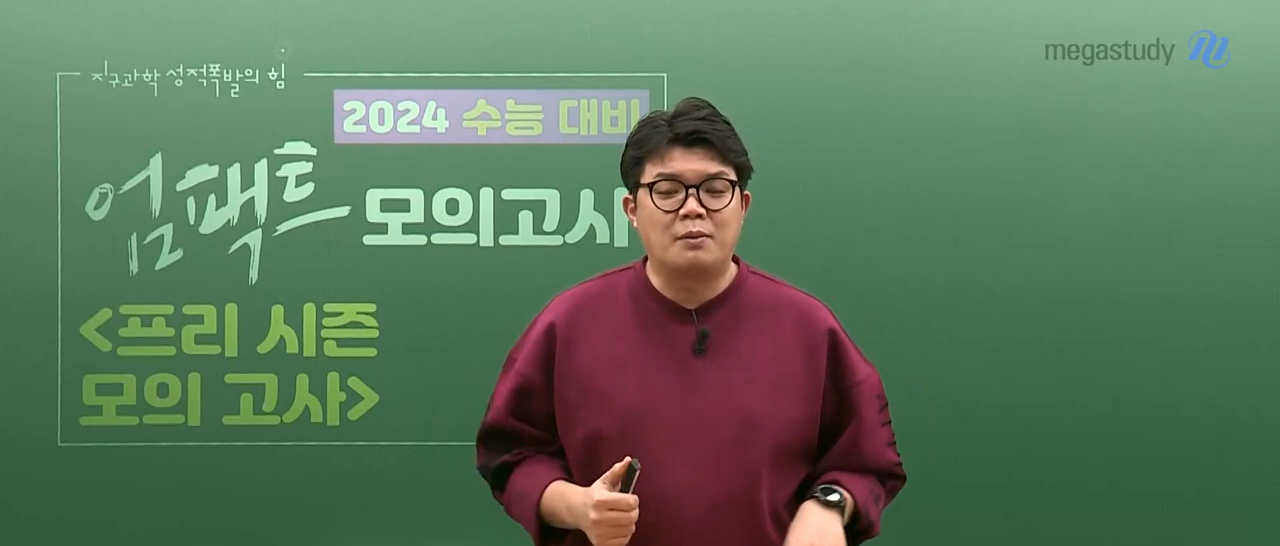 megastudy
지구과학 성적폭발의 힘
2024 수능 대비
엄팩트 모의고사
<프리 시즌
모의 고사>